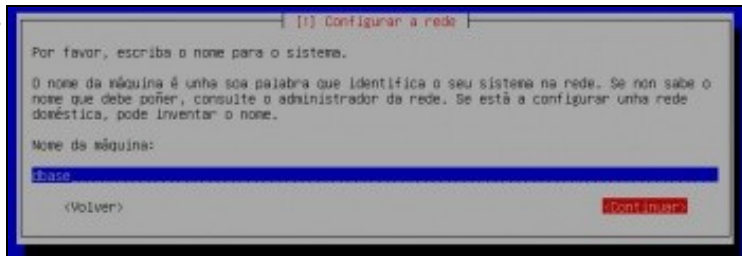 [!] Configurar a rede
Por favor, escriba o nome para o sistema.
O nome da máquina é unha soa palabra que identifica o seu sistema na rede. Se non sabe o
nome que debe poñer, consulte o administrador da rede. Se está a configurar unha rede
doméstica, pode inventar o nome.
Nome da máquina:
dbase
<Volver> <Continuar>